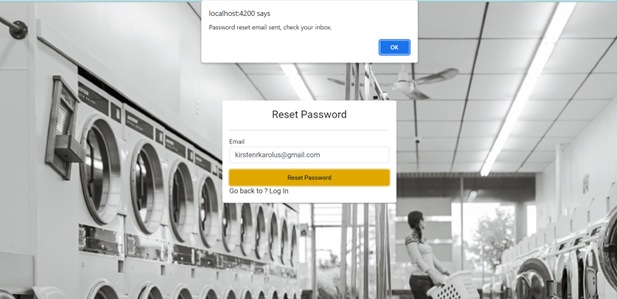 localhost:4200 says
Password reset email sent, check your inbox.
OK
Reset Password
Email
kirstenrkarolus@gmail.com
Reset Password
Go back to ? Log In